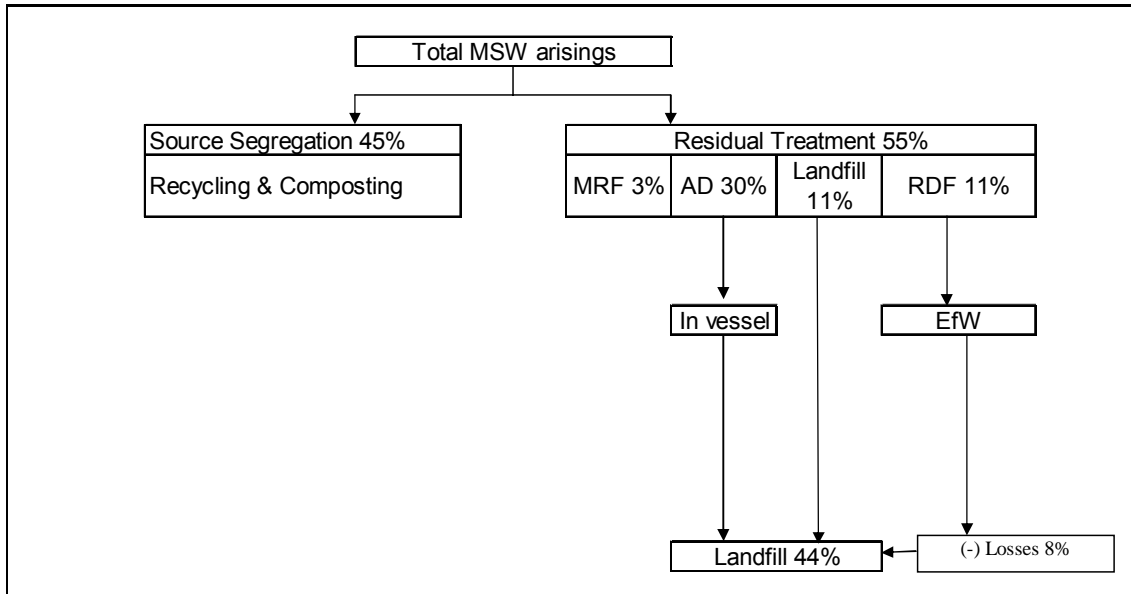 Total MSW arisings
Source Segregation 45%
Recycling & Composting
Residual Treatment 55%
MRF 3%
AD 30%
Landfill
11%
RDF 11%
In vessel
EfW
(-) Losses 8%
Landfill 44%